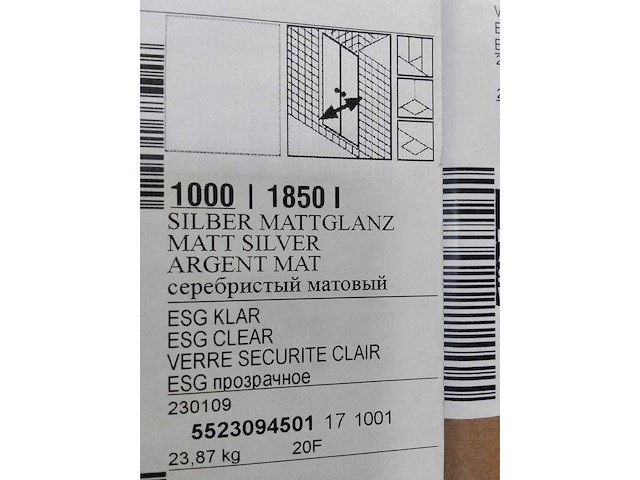 1000 | 1850 I
SILBER MATTGLANZ
MATT SILVER
ARGENT MAT
серебристый матовый
ESG KLAR
ESG CLEAR
VERRE SECURITE CLAIR
ESG прозрачное
230109
5523094501 17 1001
23,87 kg 20F